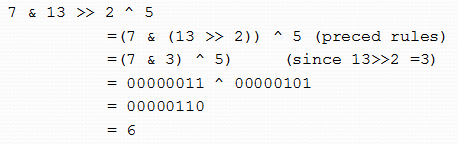 7 & 13 >> 2 ^ 5
=(7 & (13 >> 2)) ^ 5 (preced rules)
=(7 & 3) ^ 5) (since 13>>2 =3)
= 00000011 ^ 00000101
= 00000110
= 6